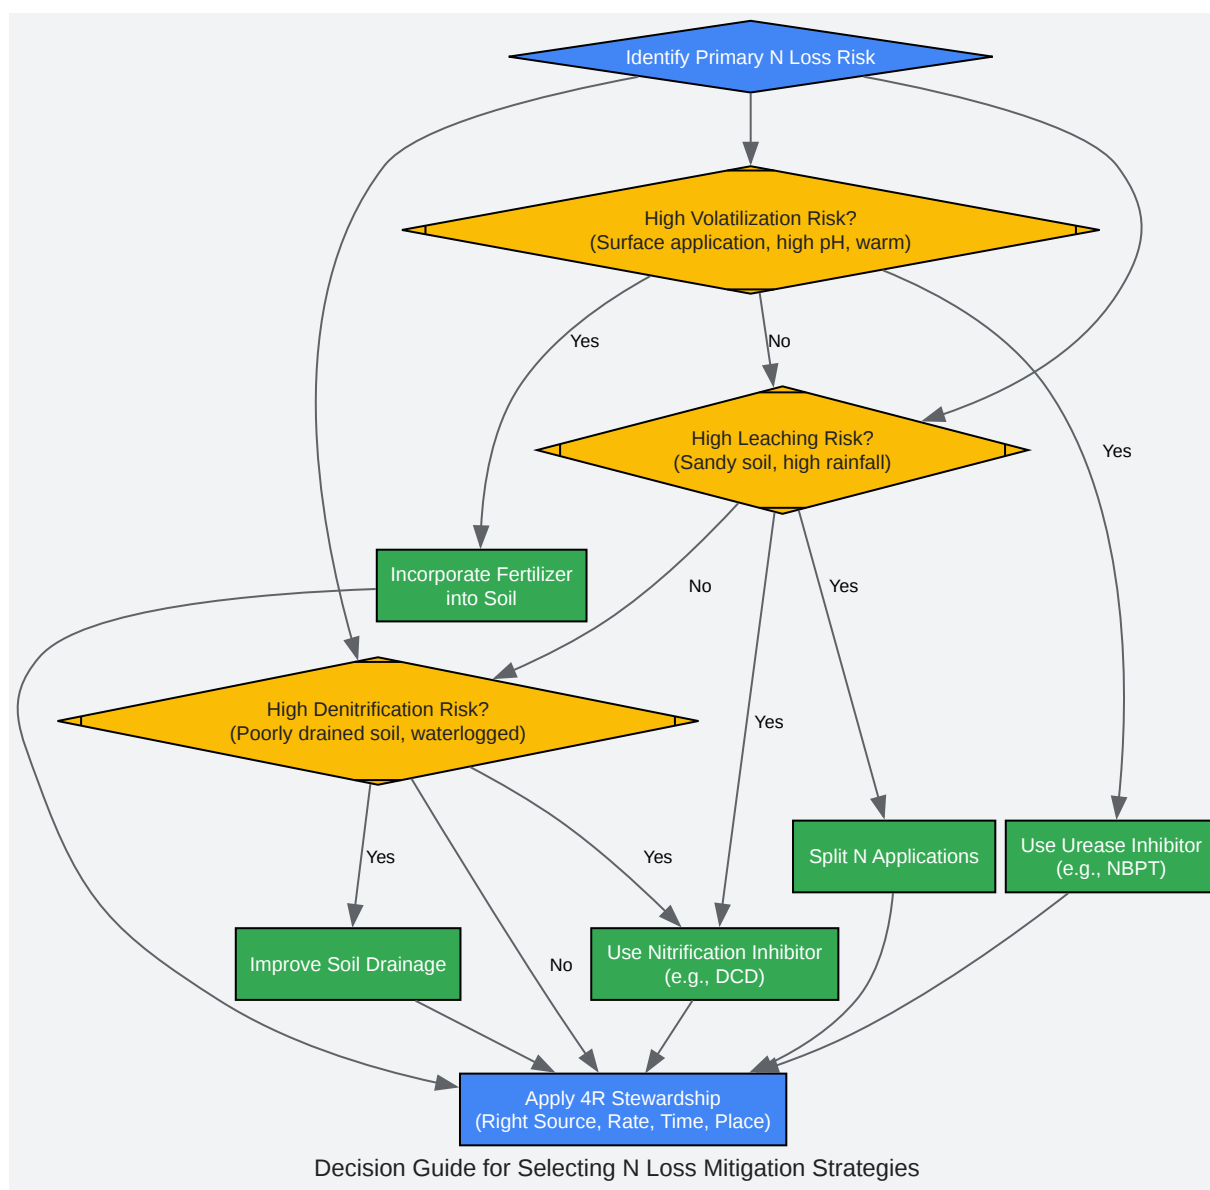 Identify Primary N Loss Risk
High Volatilization Risk?
(Surface application, high pH, warm)
Yes
No
High Leaching Risk?
(Sandy soil, high rainfall)
Yes
Incorporate Fertilizer
into Soil
No
Yes
High Denitrification Risk?
(Poorly drained soil, waterlogged)
Yes
Split N Applications
Use Urease Inhibitor
(e.g., NBPT)
Yes
Yes
Improve Soil Drainage
No
Use Nitrification Inhibitor
(e.g., DCD)
Apply 4R Stewardship
(Right Source, Rate, Time, Place)
Decision Guide for Selecting N Loss Mitigation Strategies